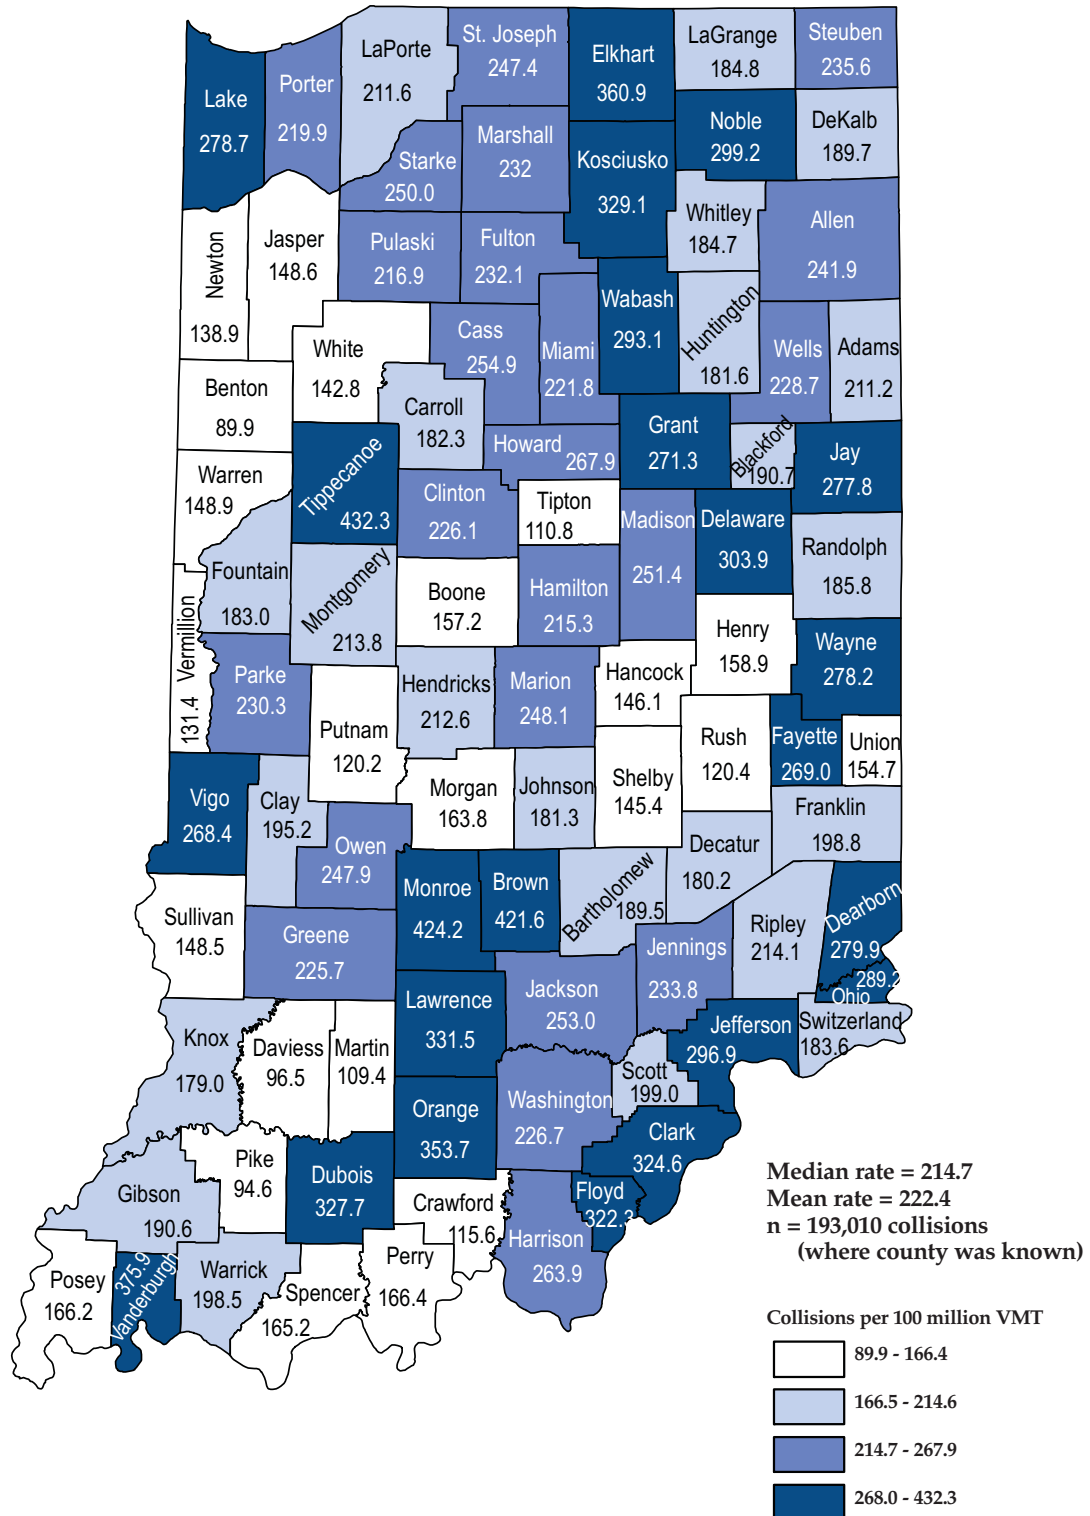 St. Joseph
247.4
LaPorte
211.6
Elkhart
360.9
LaGrange
184.8
Steuben
235.6
Lake
278.7
Porter
219.9
Noble
299.2
DeKalb
189.7
Starke
250.0
Marshall
232
Kosciusko
329.1
Whitley
184.7
Allen
241.9
Newton
138.9
Jasper
148.6
Pulaski
216.9
Fulton
232.1
Wabash
293.1
Huntington
181.6
White
142.8
Cass
254.9
Miami
221.8
Wells
228.7
Adams
211.2
Benton
89.9
Carroll
182.3
Grant
271.3
Blackford
190.7
Jay
277.8
Warren
148.9
Tippecanoe
432.3
Howard 267.9
Clinton
226.1
Tipton
110.8
Madison
251.4
Delaware
303.9
Randolph
185.8
Fountain
183.0
Montgomery
213.8
Boone
157.2
Hamilton
215.3
Vermillion
131.4
Henry
158.9
Wayne
278.2
Parke
230.3
Hendricks
212.6
Marion
248.1
Hancock
146.1
Putnam
120.2
Rush
120.4
Fayette
269.0
Union
154.7
Vigo
268.4
Clay
195.2
Morgan
163.8
Johnson
181.3
Shelby
145.4
Franklin
198.8
Owen
247.9
Decatur
180.2
Monroe
424.2
Brown
421.6
Bartholomew
189.5
Sullivan
148.5
Greene
225.7
Jennings
233.8
Ripley
214.1
Dearborn
279.9
289.2
Ohio
Lawrence
331.5
Jackson
253.0
Jefferson
296.9
Switzerland
183.6
Knox
179.0
Daviess
96.5
Martin
109.4
Scott
199.0
Orange
353.7
Washington
226.7
Clark
324.6
Pike
94.6
Dubois
327.7
Gibson
190.6
Crawford
115.6
Floyd
322.3
Harrison
263.9
Posey
166.2
375.9
Vanderburgh
Warrick
198.5
Spencer
165.2
Perry
166.4
Median rate = 214.7
Mean rate = 222.4
n = 193,010 collisions
(where county was known)
Collisions per 100 million VMT
89.9 - 166.4
166.5 - 214.6
214.7 - 267.9
268.0 - 432.3